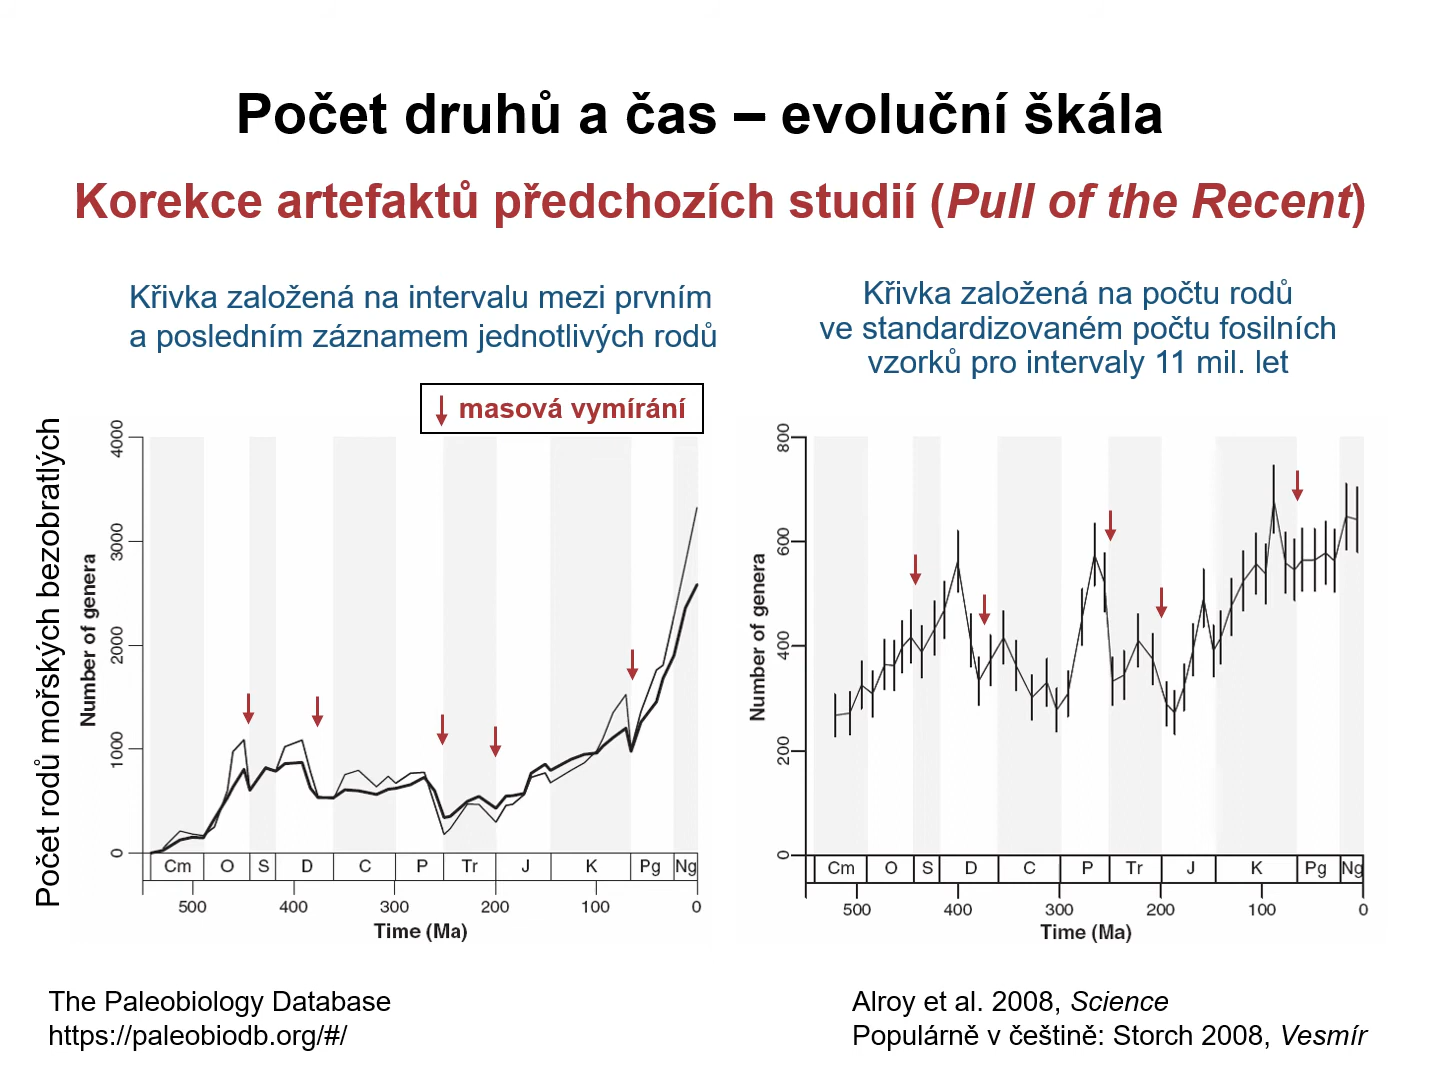 Počet druhů a čas – evoluční škála
Korekce artefaktů předchozích studií (Pull of the Recent)
Křivka založená na intervalu mezi prvním
a posledním záznamem jednotlivých rodů
masová vymírání
Počet rodů mořských bezobratlých
Number of genera
4000
3000
2000
1000
0
Cm O S D C P Tr J K Pg Ng
500 400 300 200 100 0
Time (Ma)
The Paleobiology Database
https://paleobiodb.org/#/
Křivka založená na počtu rodů
ve standardizovaném počtu fosilních
vzorků pro intervaly 11 mil. let
Number of genera
800
600
400
200
0
Cm O S D C P Tr J K Pg Ng
500 400 300 200 100 0
Time (Ma)
Alroy et al. 2008, Science
Populárně v češtině: Storch 2008, Vesmír